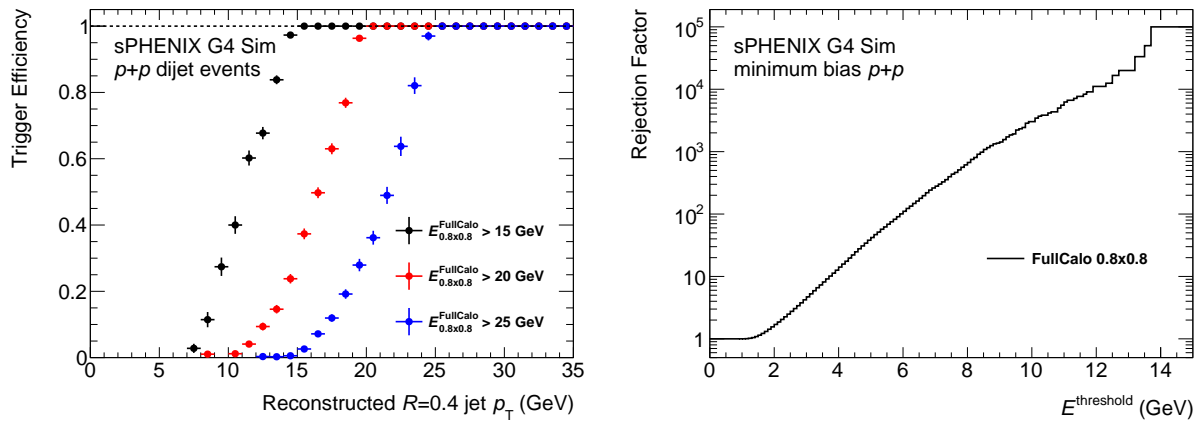 Trigger Efficiency
1
0.8
0.6
0.4
0.2
0
sPHENIX G4 Sim
p+p dijet events
E^FullCalo_0.8x0.8 > 15 GeV
E^FullCalo_0.8x0.8 > 20 GeV
E^FullCalo_0.8x0.8 > 25 GeV
0 5 10 15 20 25 30 35
Reconstructed R=0.4 jet p_T (GeV)
Rejection Factor
10^5
10^4
10^3
10^2
10
1
sPHENIX G4 Sim
minimum bias p+p
FullCalo 0.8x0.8
0 2 4 6 8 10 12 14
E^threshold (GeV)